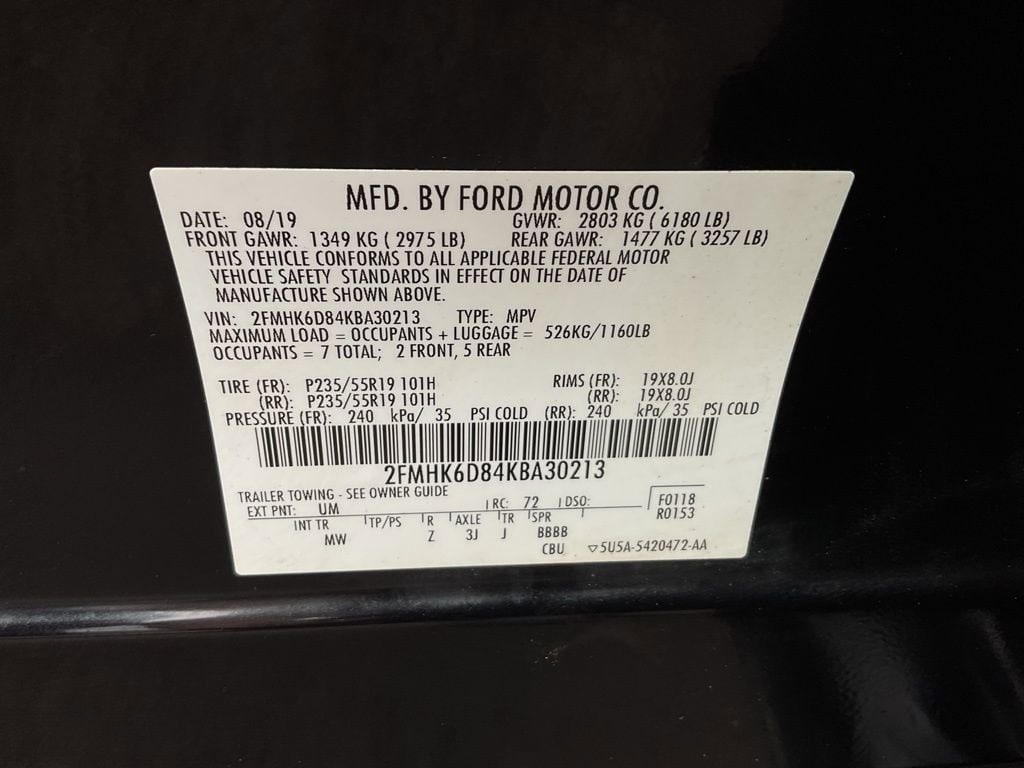 MFD. BY FORD MOTOR CO.
DATE: 08/19 GVWR: 2803 KG ( 6180 LB)
FRONT GAWR: 1349 KG ( 2975 LB) REAR GAWR: 1477 KG ( 3257 LB)
THIS VEHICLE CONFORMS TO ALL APPLICABLE FEDERAL MOTOR
VEHICLE SAFETY STANDARDS IN EFFECT ON THE DATE OF
MANUFACTURE SHOWN ABOVE.
VIN: 2FMHK6D84KBA30213 TYPE: MPV
MAXIMUM LOAD = OCCUPANTS + LUGGAGE = 526KG/1160LB
OCCUPANTS = 7 TOTAL; 2 FRONT, 5 REAR
TIRE (FR): P235/55R19 101H RIMS (FR): 19X8.0J
(RR): P235/55R19 101H (RR): 19X8.0J
PRESSURE (FR): 240 kPa/ 35 PSI COLD (RR): 240 kPa/ 35 PSI COLD
2FMHK6D84KBA30213
TRAILER TOWING - SEE OWNER GUIDE
EXT PNT: UM RC: 72 DSO: F0118
INT TR TP/PS R AXLE TR SPR R0153
MW Z 3J J BBBB
CBU ▽5U5A-5420472-AA